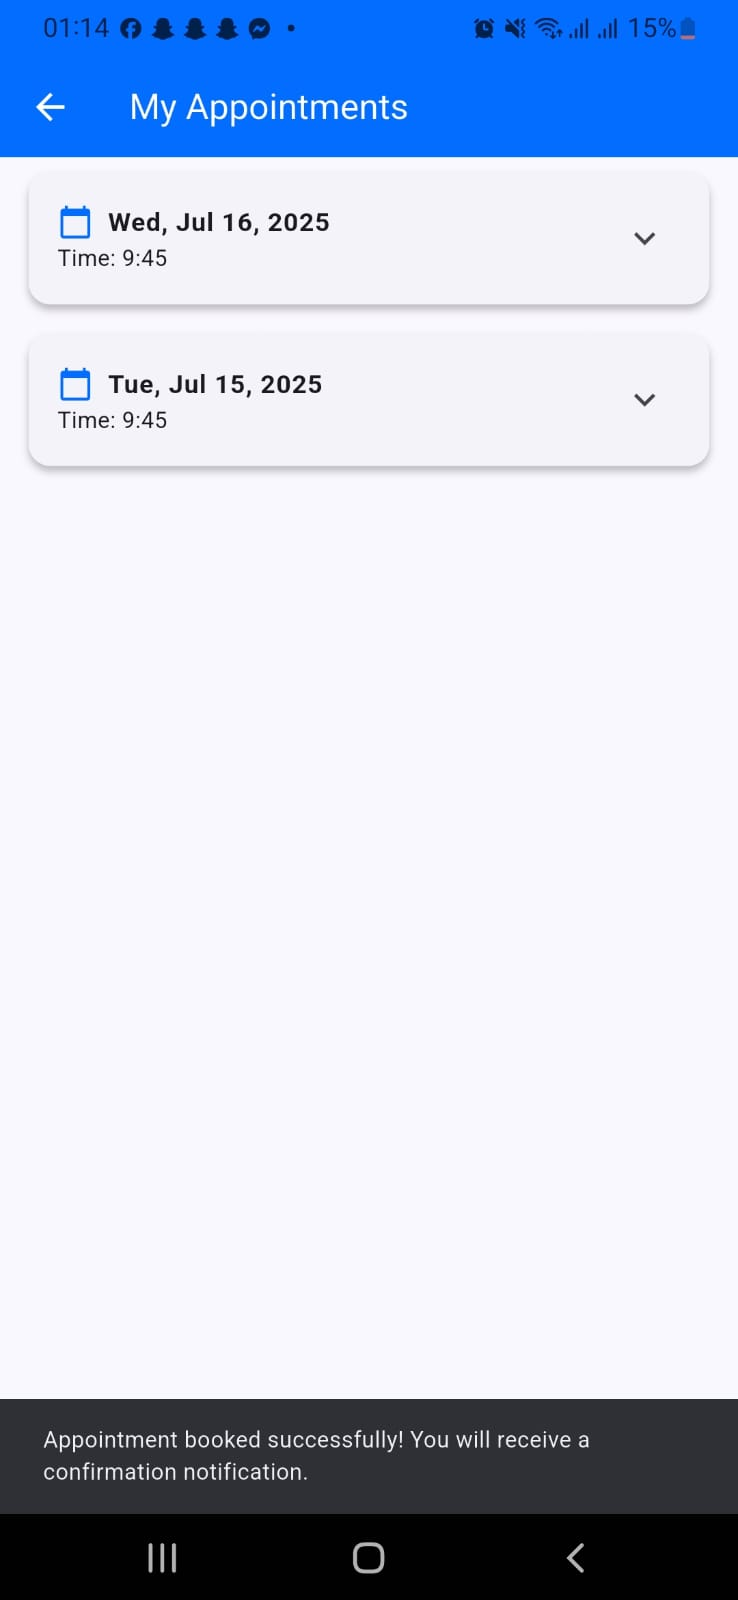 01:14
15%
My Appointments
Wed, Jul 16, 2025
Time: 9:45
Tue, Jul 15, 2025
Time: 9:45
Appointment booked successfully! You will receive a
confirmation notification.